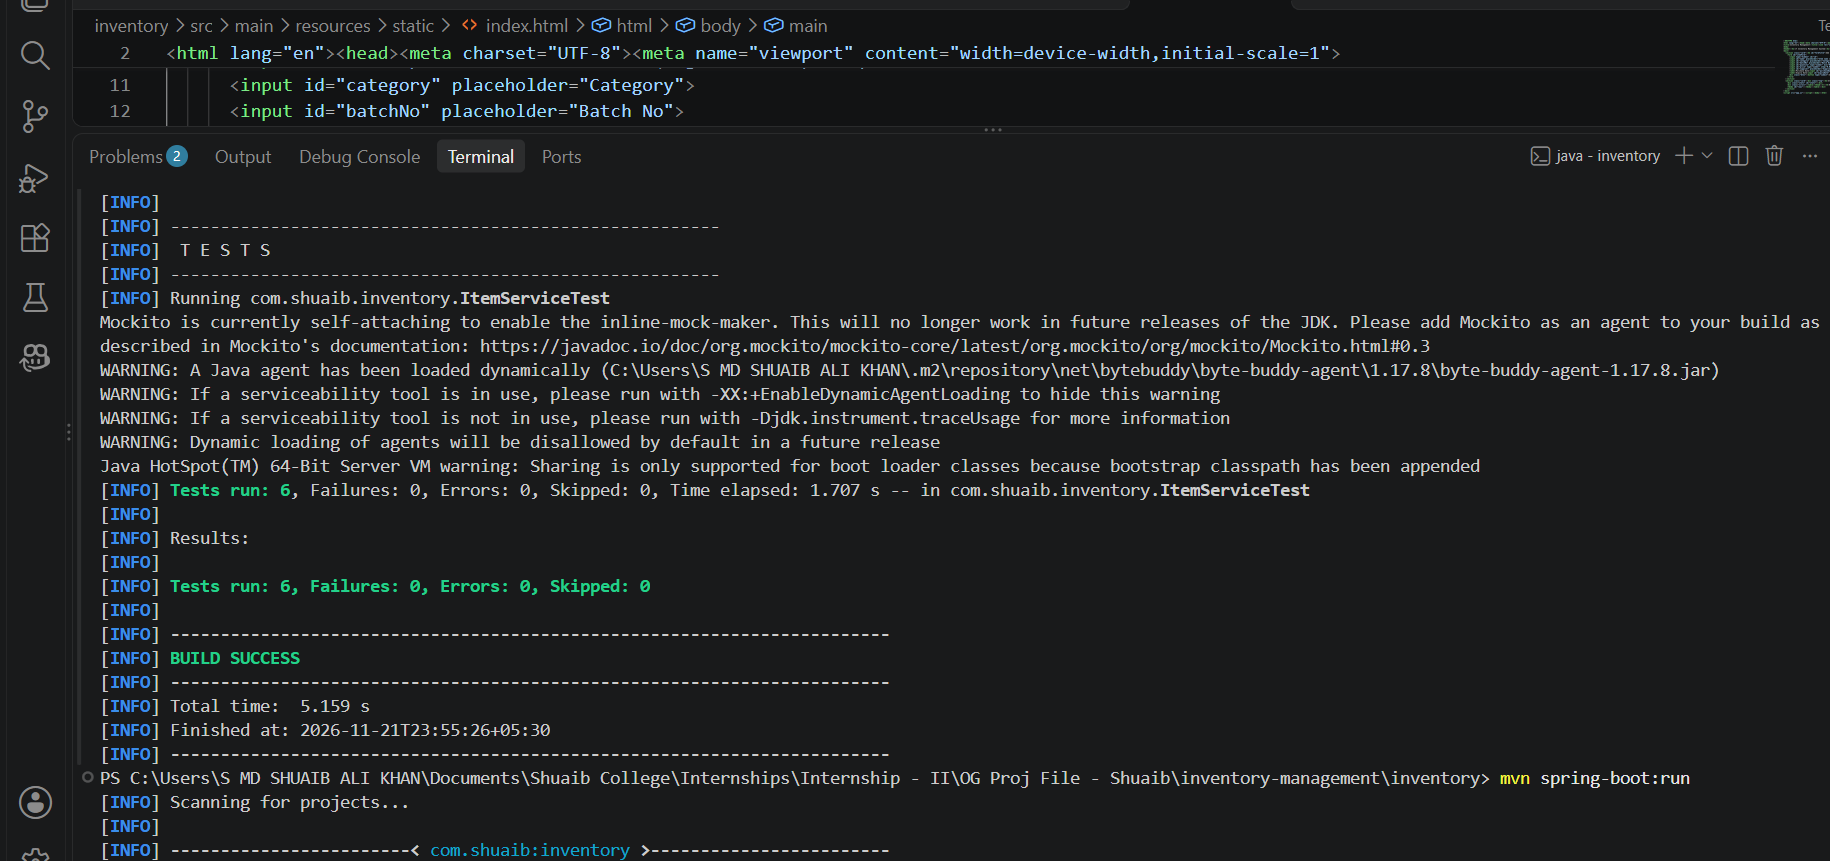 inventory > src > main > resources > static > <> index.html > html > body > main
2 <html lang="en"><head><meta charset="UTF-8"><meta name="viewport" content="width=device-width,initial-scale=1">
11 <input id="category" placeholder="Category">
12 <input id="batchNo" placeholder="Batch No">
Problems 2 Output Debug Console Terminal Ports java - inventory
[INFO]
[INFO] -------------------------------------------------------
[INFO]  T E S T S
[INFO] -------------------------------------------------------
[INFO] Running com.shuaib.inventory.ItemServiceTest
Mockito is currently self-attaching to enable the inline-mock-maker. This will no longer work in future releases of the JDK. Please add Mockito as an agent to your build as
described in Mockito's documentation: https://javadoc.io/doc/org.mockito/mockito-core/latest/org.mockito/org/mockito/Mockito.html#0.3
WARNING: A Java agent has been loaded dynamically (C:\Users\S MD SHUAIB ALI KHAN\.m2\repository\net\bytebuddy\byte-buddy-agent\1.17.8\byte-buddy-agent-1.17.8.jar)
WARNING: If a serviceability tool is in use, please run with -XX:+EnableDynamicAgentLoading to hide this warning
WARNING: If a serviceability tool is not in use, please run with -Djdk.instrument.traceUsage for more information
WARNING: Dynamic loading of agents will be disallowed by default in a future release
Java HotSpot(TM) 64-Bit Server VM warning: Sharing is only supported for boot loader classes because bootstrap classpath has been appended
[INFO] Tests run: 6, Failures: 0, Errors: 0, Skipped: 0, Time elapsed: 1.707 s -- in com.shuaib.inventory.ItemServiceTest
[INFO]
[INFO] Results:
[INFO]
[INFO] Tests run: 6, Failures: 0, Errors: 0, Skipped: 0
[INFO]
[INFO] ------------------------------------------------------------------------
[INFO] BUILD SUCCESS
[INFO] ------------------------------------------------------------------------
[INFO] Total time:  5.159 s
[INFO] Finished at: 2026-11-21T23:55:26+05:30
[INFO] ------------------------------------------------------------------------
PS C:\Users\S MD SHUAIB ALI KHAN\Documents\Shuaib College\Internships\Internship - II\OG Proj File - Shuaib\inventory-management\inventory> mvn spring-boot:run
[INFO] Scanning for projects...
[INFO]
[INFO] ------------------------< com.shuaib:inventory >------------------------